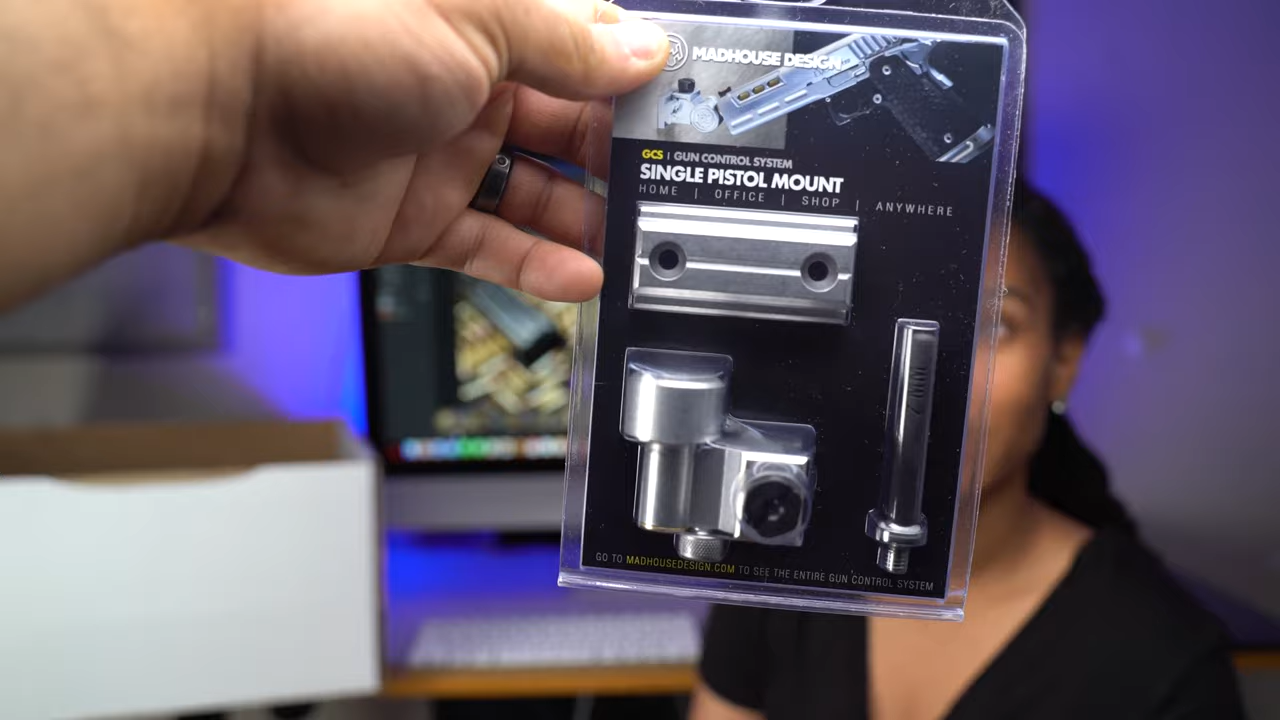 MADHOUSE DESIGN
GCS | GUN CONTROL SYSTEM
SINGLE PISTOL MOUNT
HOME | OFFICE | SHOP | ANYWHERE
GO TO MADHOUSEDESIGN.COM TO SEE THE ENTIRE GUN CONTROL SYSTEM